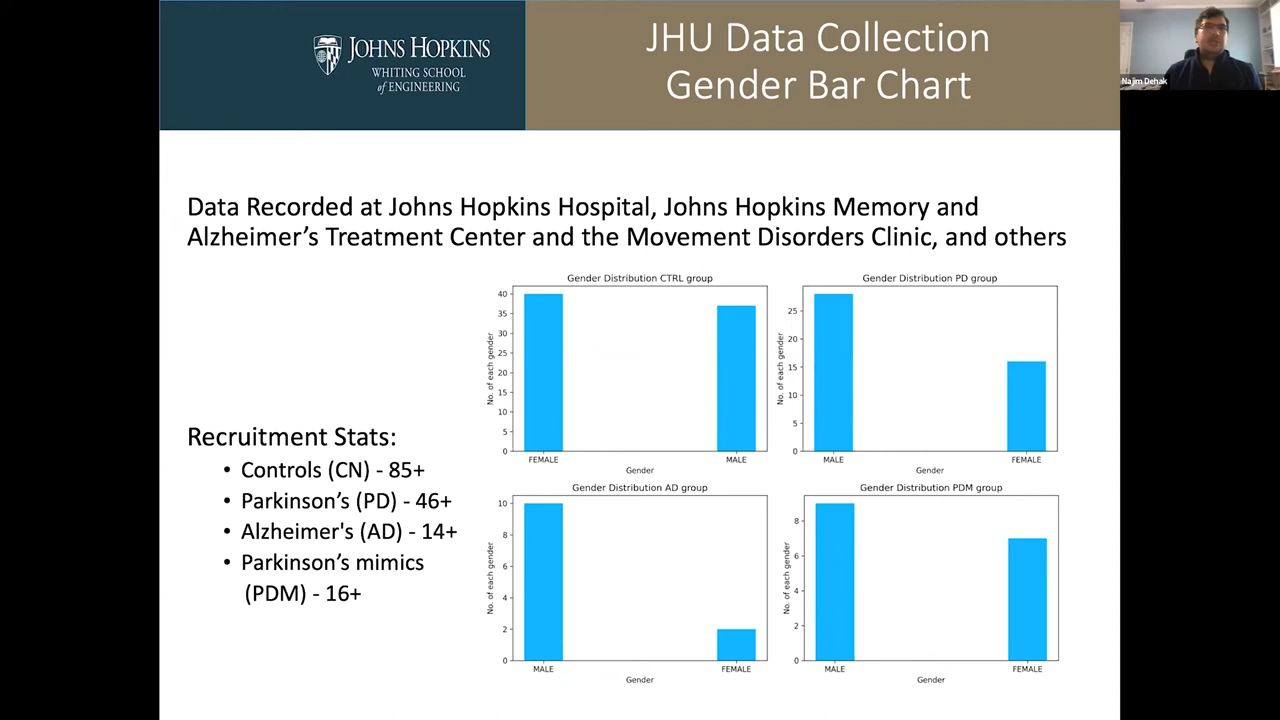 JOHNS HOPKINS
WHITING SCHOOL
of ENGINEERING
JHU Data Collection
Gender Bar Chart
Najim Dehak
Data Recorded at Johns Hopkins Hospital, Johns Hopkins Memory and
Alzheimer’s Treatment Center and the Movement Disorders Clinic, and others
Recruitment Stats:
• Controls (CN) - 85+
• Parkinson’s (PD) - 46+
• Alzheimer's (AD) - 14+
• Parkinson’s mimics
(PDM) - 16+
Gender Distribution CTRL group
No. of each gender
40
35
30
25
20
15
10
5
0
FEMALE MALE
Gender
Gender Distribution PD group
No. of each gender
25
20
15
10
5
0
MALE FEMALE
Gender
Gender Distribution AD group
No. of each gender
10
8
6
4
2
0
MALE FEMALE
Gender
Gender Distribution PDM group
No. of each gender
8
6
4
2
0
MALE FEMALE
Gender